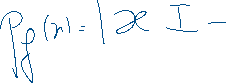 P_f(x) = | x I -